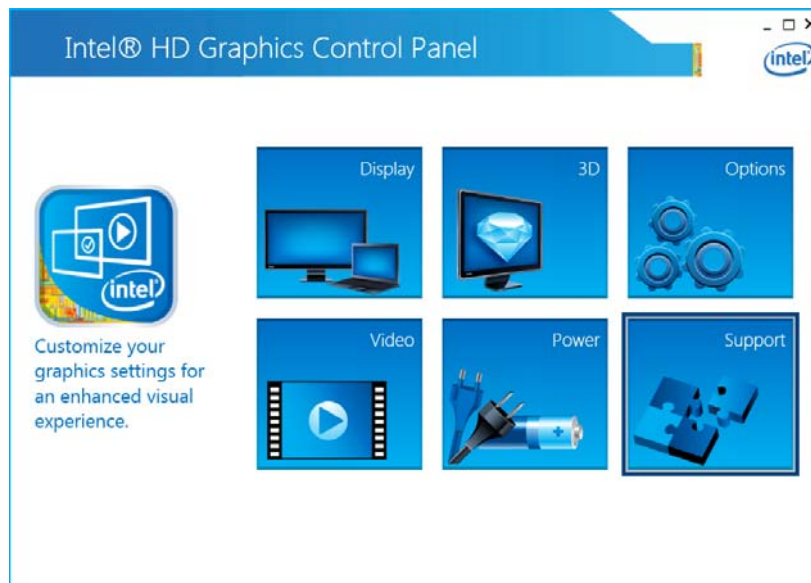 Intel® HD Graphics Control Panel
intel
Display
3D
Options
intel
Customize your
graphics settings for
an enhanced visual
experience.
Video
Power
Support